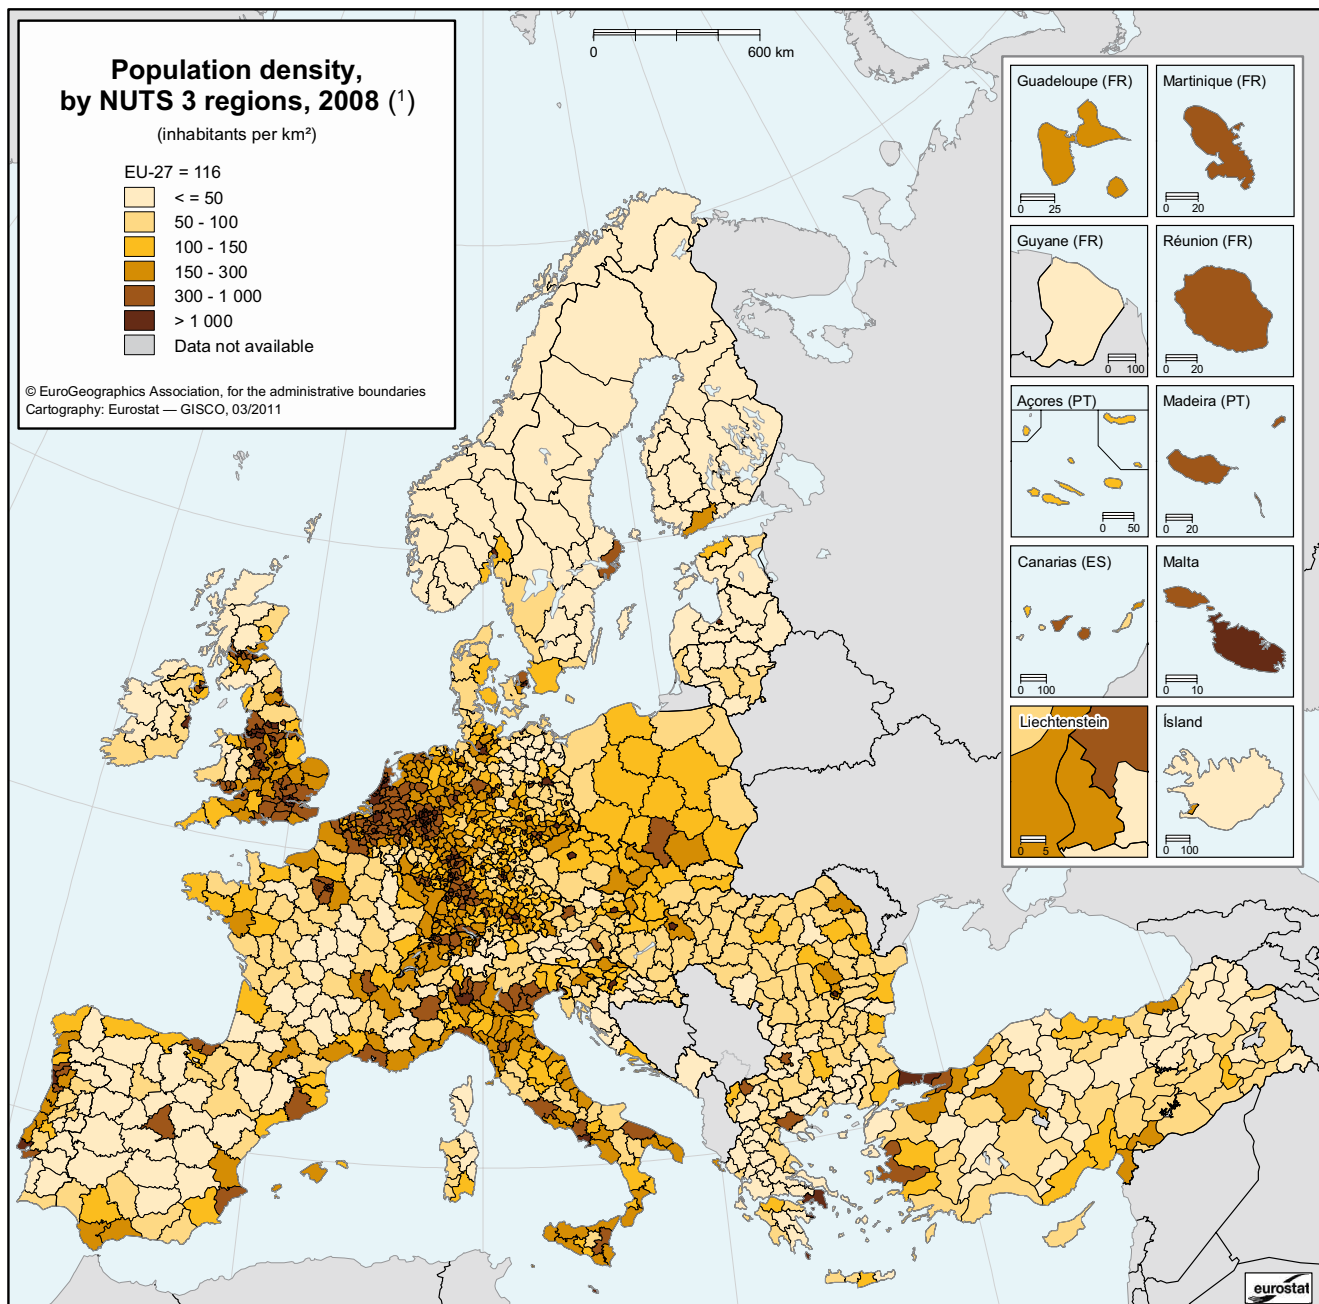 Population density,
by NUTS 3 regions, 2008 (¹)
(inhabitants per km²)
EU-27 = 116
< = 50
50 - 100
100 - 150
150 - 300
300 - 1 000
> 1 000
Data not available
© EuroGeographics Association, for the administrative boundaries
Cartography: Eurostat — GISCO, 03/2011
0 600 km
Guadeloupe (FR)
0 25
Martinique (FR)
0 20
Guyane (FR)
0 100
Réunion (FR)
0 20
Açores (PT)
0 50
Madeira (PT)
0 20
Canarias (ES)
0 100
Malta
0 10
Liechtenstein
0 5
Ísland
0 100
eurostat